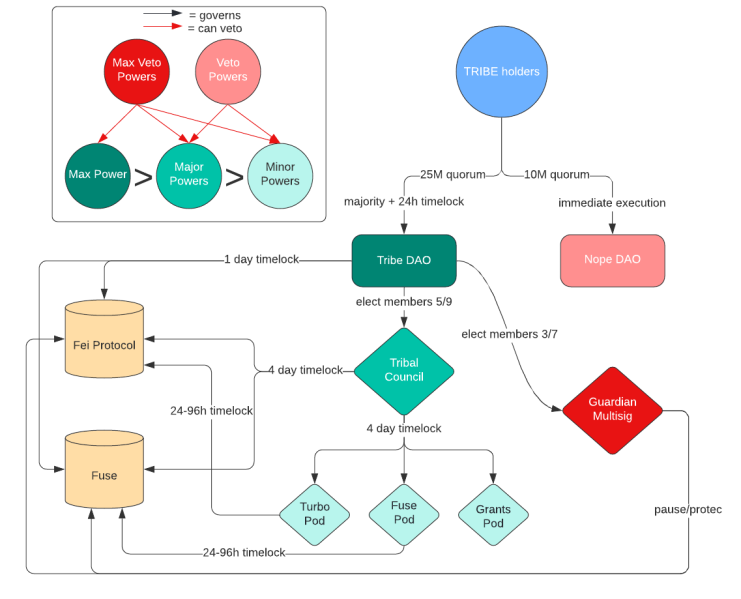 = governs
= can veto
Max Veto
Powers
Veto
Powers
TRIBE holders
Max Power
>
Major
Powers
>
Minor
Powers
25M quorum
10M quorum
majority + 24h timelock
immediate execution
1 day timelock
Tribe DAO
Nope DAO
elect members 5/9
elect members 3/7
Fei Protocol
4 day timelock
Tribal
Council
Guardian
Multisig
24-96h timelock
4 day timelock
Fuse
Turbo
Pod
Fuse
Pod
Grants
Pod
pause/protec
24-96h timelock